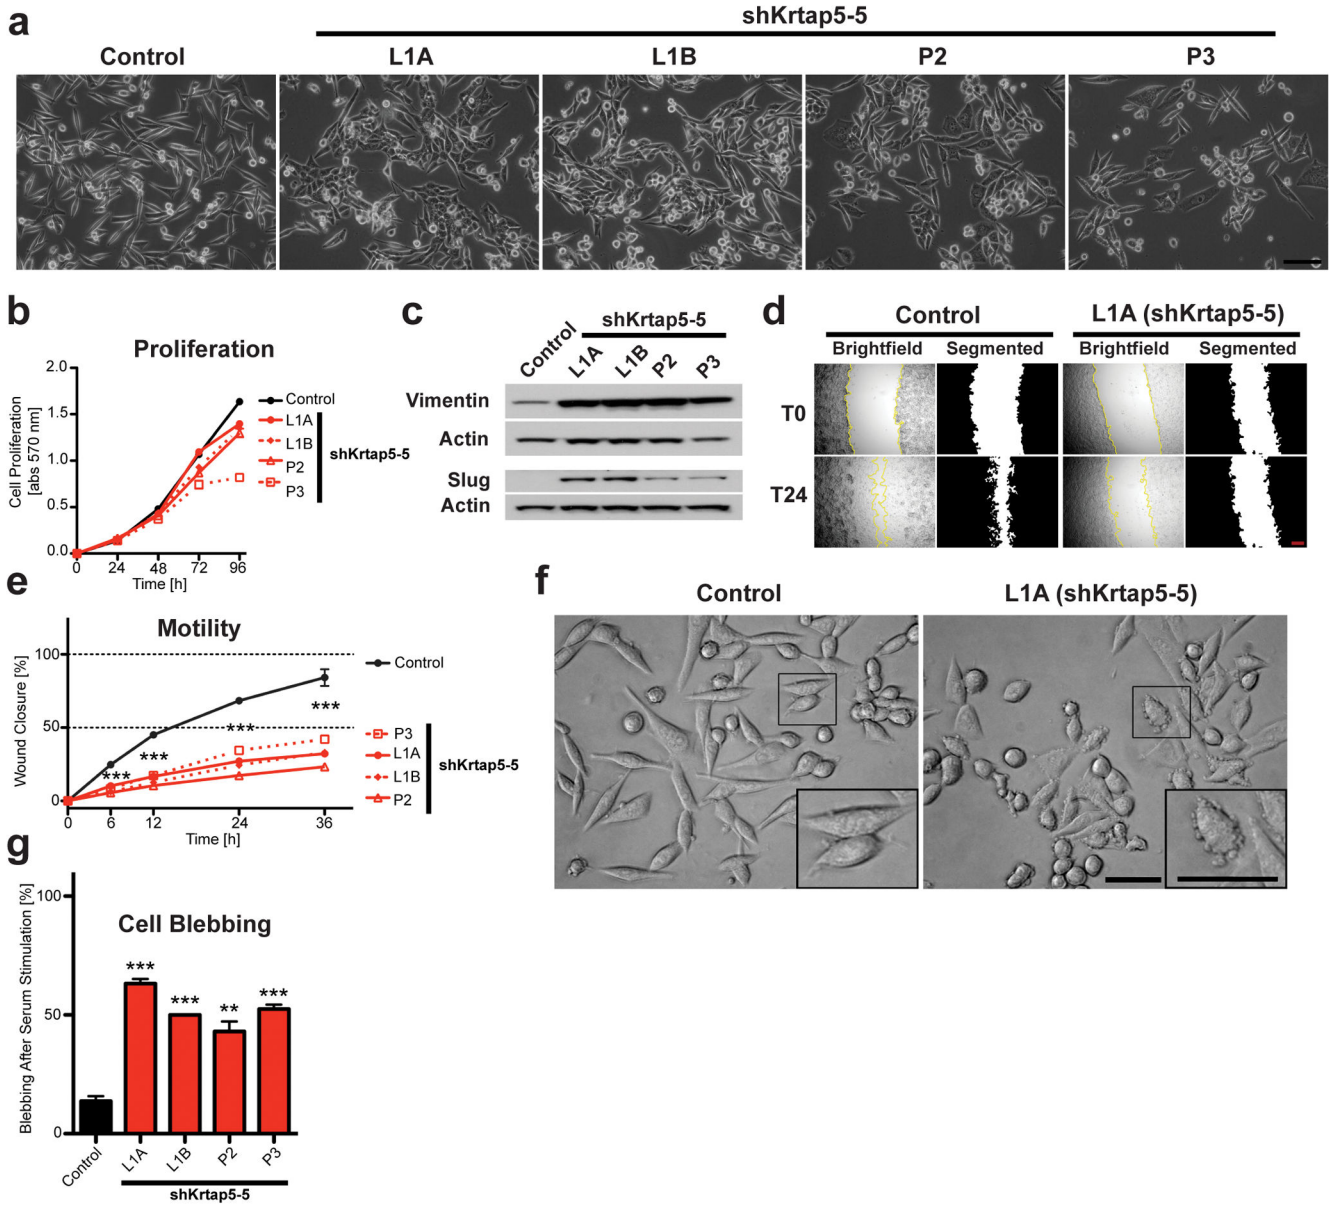 a
shKrtap5-5
Control L1A L1B P2 P3
b
Proliferation
Cell Proliferation
[abs 570 nm]
2.0
1.5
1.0
0.5
0.0
0 24 48 72 96
Time [h]
Control
L1A
L1B
P2
P3
shKrtap5-5
c
shKrtap5-5
Control L1A L1B P2 P3
Vimentin
Actin
Slug
Actin
d
Control L1A (shKrtap5-5)
Brightfield Segmented Brightfield Segmented
T0
T24
e
Motility
Wound Closure [%]
100
50
0
0 6 12 24 36
Time [h]
***
***
***
***
Control
P3
L1A
L1B
P2
shKrtap5-5
f
Control L1A (shKrtap5-5)
g
Cell Blebbing
Blebbing After Serum Stimulation [%]
100
50
0
***
***
**
***
Control L1A L1B P2 P3
shKrtap5-5